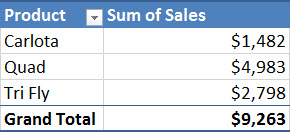 Product Sum of Sales
Carlota $1,482
Quad $4,983
Tri Fly $2,798
Grand Total $9,263